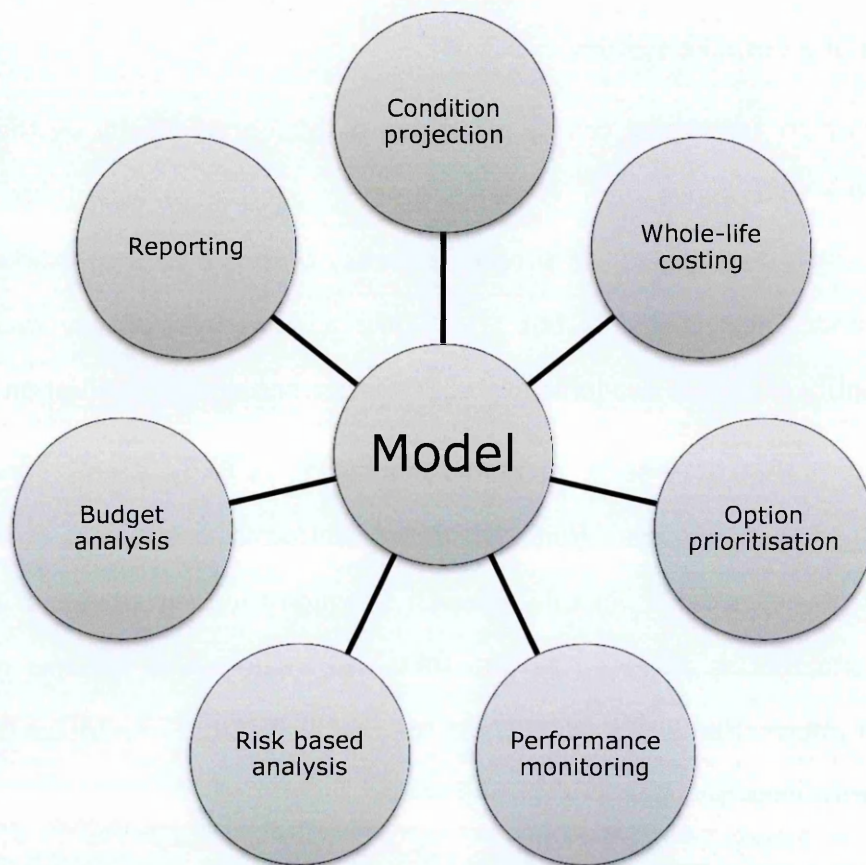 Condition
projection
Whole-life
costing
Reporting
Model
Option
prioritisation
Budget
analysis
Risk based
analysis
Performance
monitoring